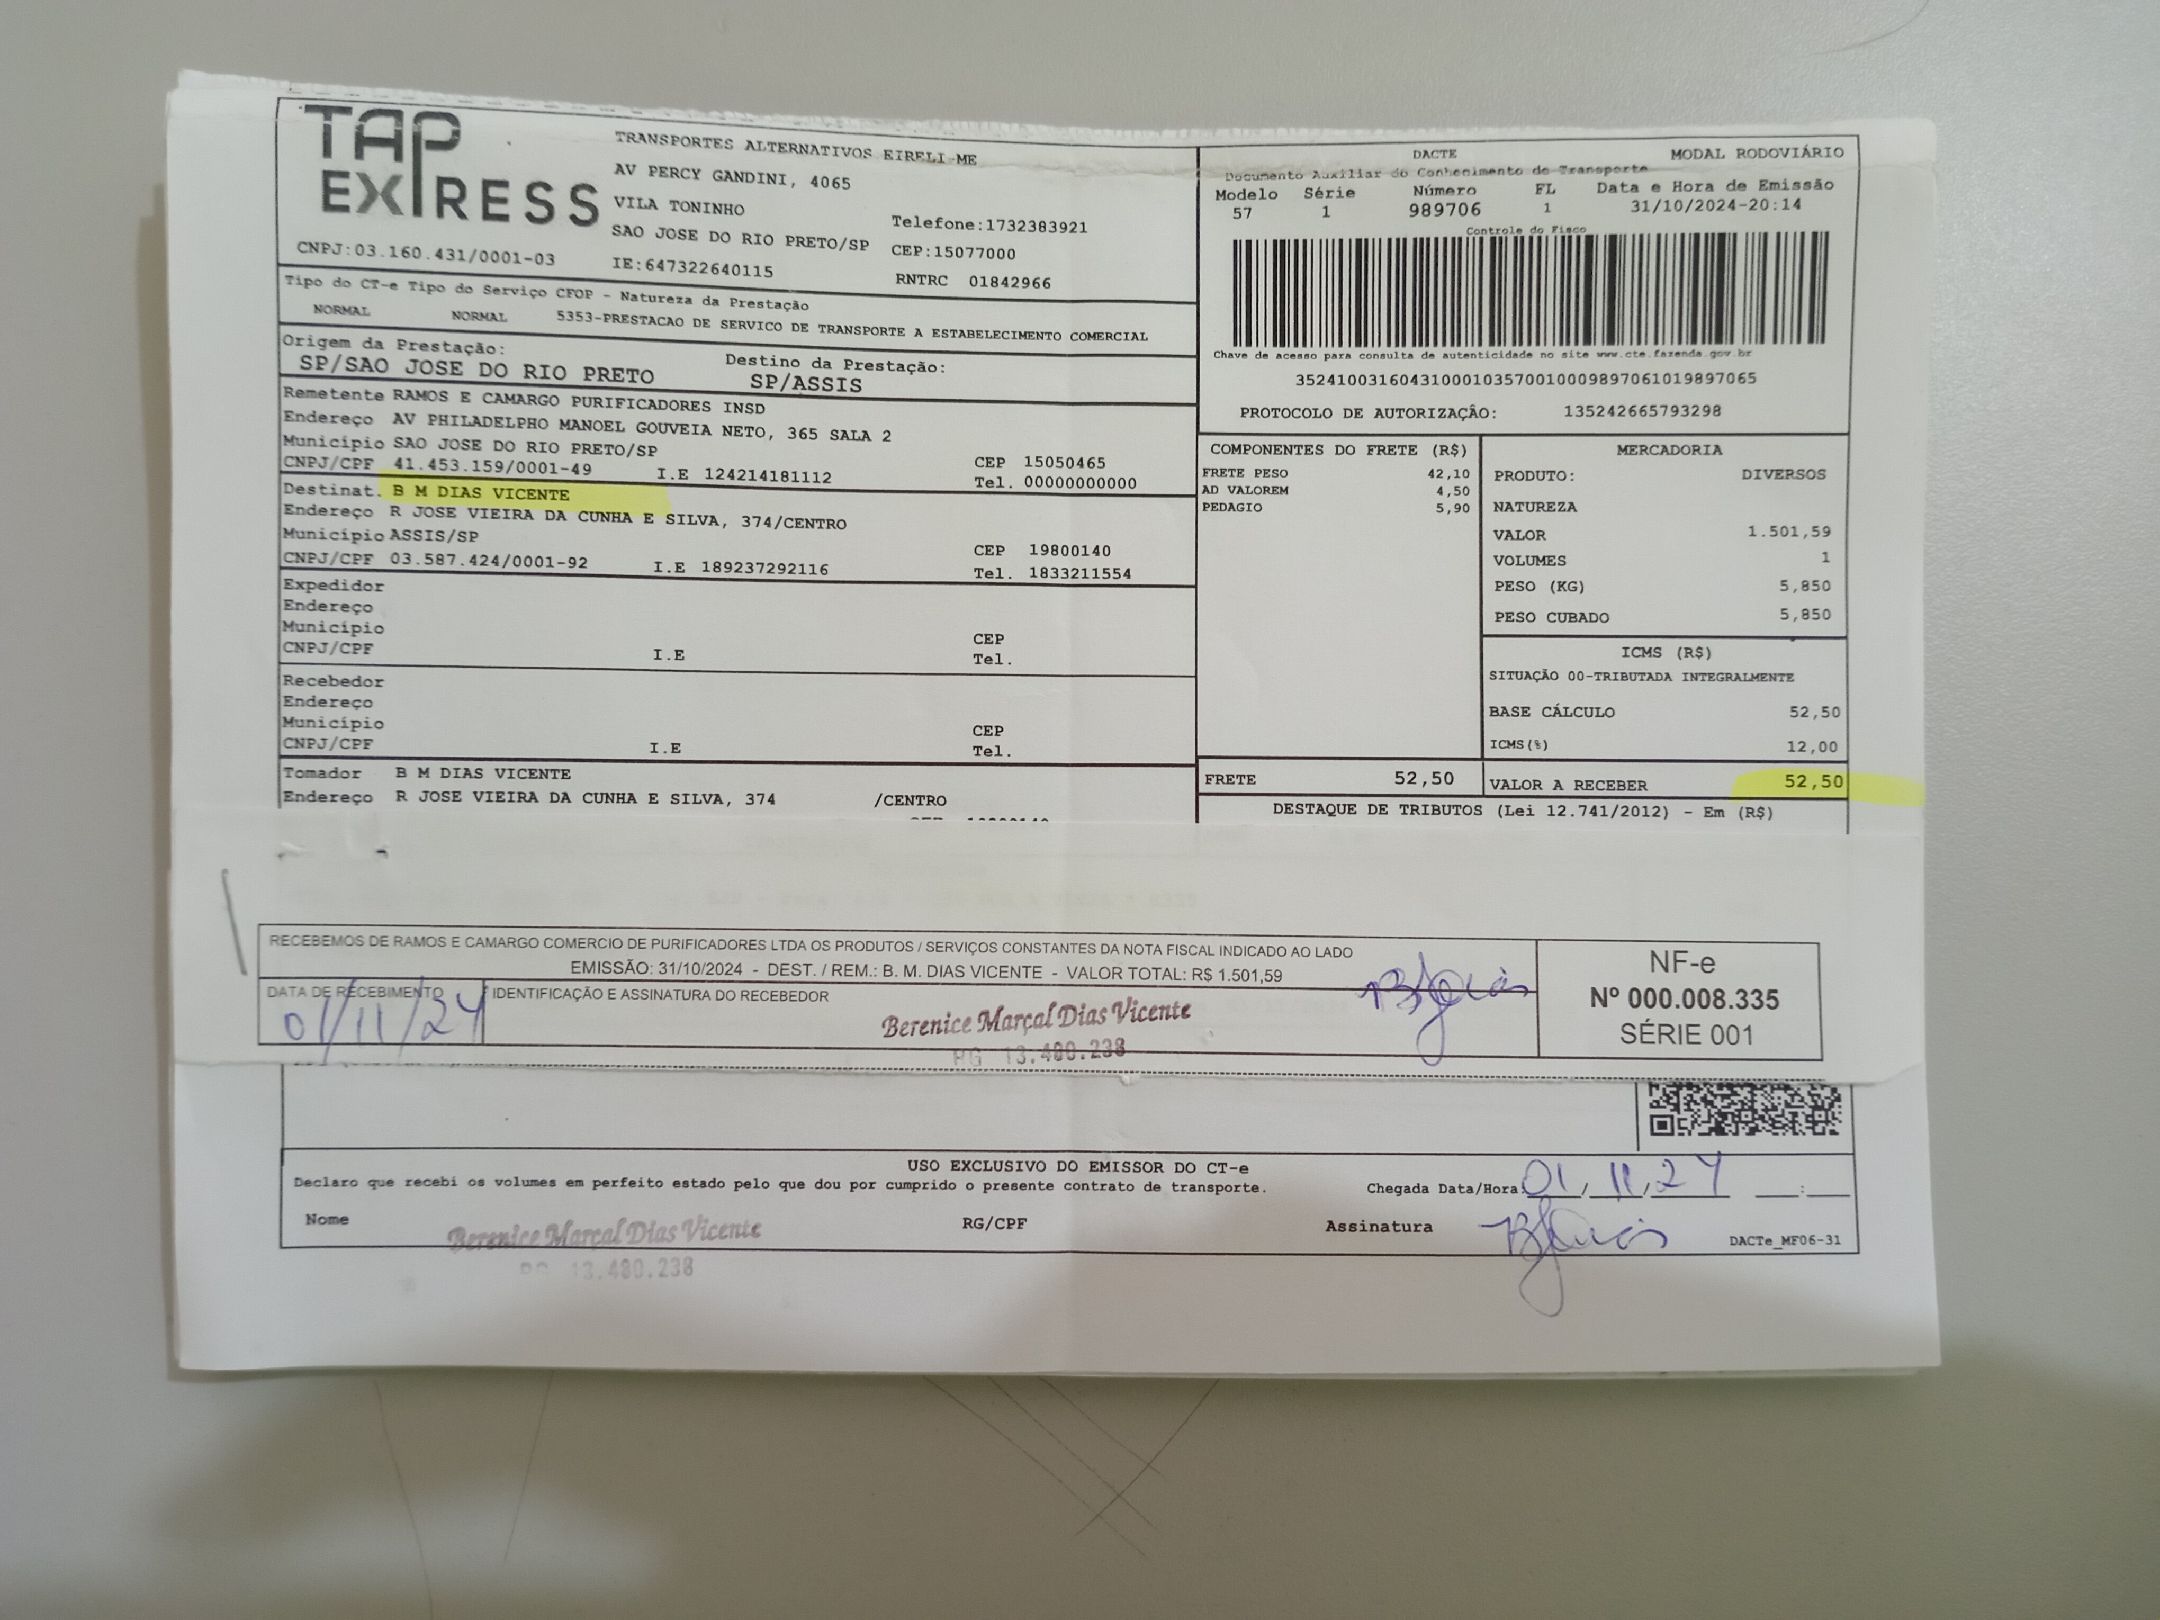 TAP
EXPRESS
TRANSPORTES ALTERNATIVOS EIRELI-ME
AV PERCY GANDINI, 4065
VILA TONINHO
SAO JOSE DO RIO PRETO/SP
Telefone:1732383921
CEP:15077000
CNPJ:03.160.431/0001-03
IE:647322640115
RNTRC 01842966
Tipo do CT-e Tipo do Serviço CFOP - Natureza da Prestação
NORMAL NORMAL 5353-PRESTACAO DE SERVICO DE TRANSPORTE A ESTABELECIMENTO COMERCIAL
Origem da Prestação:
SP/SAO JOSE DO RIO PRETO
Destino da Prestação:
SP/ASSIS
Remetente RAMOS E CAMARGO PURIFICADORES INSD
Endereço AV PHILADELPHO MANOEL GOUVEIA NETO, 365 SALA 2
Município SAO JOSE DO RIO PRETO/SP
CEP 15050465
CNPJ/CPF 41.453.159/0001-49 I.E 124214181112 Tel. 00000000000
Destinat. B M DIAS VICENTE
Endereço R JOSE VIEIRA DA CUNHA E SILVA, 374/CENTRO
Município ASSIS/SP
CEP 19800140
CNPJ/CPF 03.587.424/0001-92 I.E 189237292116 Tel. 1833211554
Expedidor
Endereço
Município
CEP
CNPJ/CPF I.E Tel.
Recebedor
Endereço
Município
CEP
CNPJ/CPF I.E Tel.
Tomador B M DIAS VICENTE
Endereço R JOSE VIEIRA DA CUNHA E SILVA, 374 /CENTRO
DACTE MODAL RODOVIÁRIO
Documento Auxiliar do Conhecimento de Transporte
Modelo Série Número FL Data e Hora de Emissão
57 1 989706 1 31/10/2024-20:14
Controle do Fisco
Chave de acesso para consulta de autenticidade no site www.cte.fazenda.gov.br
35241003160431000103570010009897061019897065
PROTOCOLO DE AUTORIZAÇÃO: 135242665793298
COMPONENTES DO FRETE (R$)
FRETE PESO 42,10
AD VALOREM 4,50
PEDAGIO 5,90
MERCADORIA
PRODUTO: DIVERSOS
NATUREZA
VALOR 1.501,59
VOLUMES 1
PESO (KG) 5,850
PESO CUBADO 5,850
ICMS (R$)
SITUAÇÃO 00-TRIBUTADA INTEGRALMENTE
BASE CÁLCULO 52,50
ICMS(%) 12,00
FRETE 52,50
VALOR A RECEBER 52,50
DESTAQUE DE TRIBUTOS (Lei 12.741/2012) - Em (R$)
RECEBEMOS DE RAMOS E CAMARGO COMERCIO DE PURIFICADORES LTDA OS PRODUTOS / SERVIÇOS CONSTANTES DA NOTA FISCAL INDICADO AO LADO
EMISSÃO: 31/10/2024 - DEST. / REM.: B. M. DIAS VICENTE - VALOR TOTAL: R$ 1.501,59
DATA DE RECEBIMENTO
01/11/24
IDENTIFICAÇÃO E ASSINATURA DO RECEBEDOR
Berenice Marçal Dias Vicente
RG 13.480.238
NF-e
Nº 000.008.335
SÉRIE 001
USO EXCLUSIVO DO EMISSOR DO CT-e
Declaro que recebi os volumes em perfeito estado pelo que dou por cumprido o presente contrato de transporte.
Chegada Data/Hora: 01/11/24 __:__
Nome
Berenice Marçal Dias Vicente
RG 13.480.238
RG/CPF
Assinatura
DACTe_MF06-31